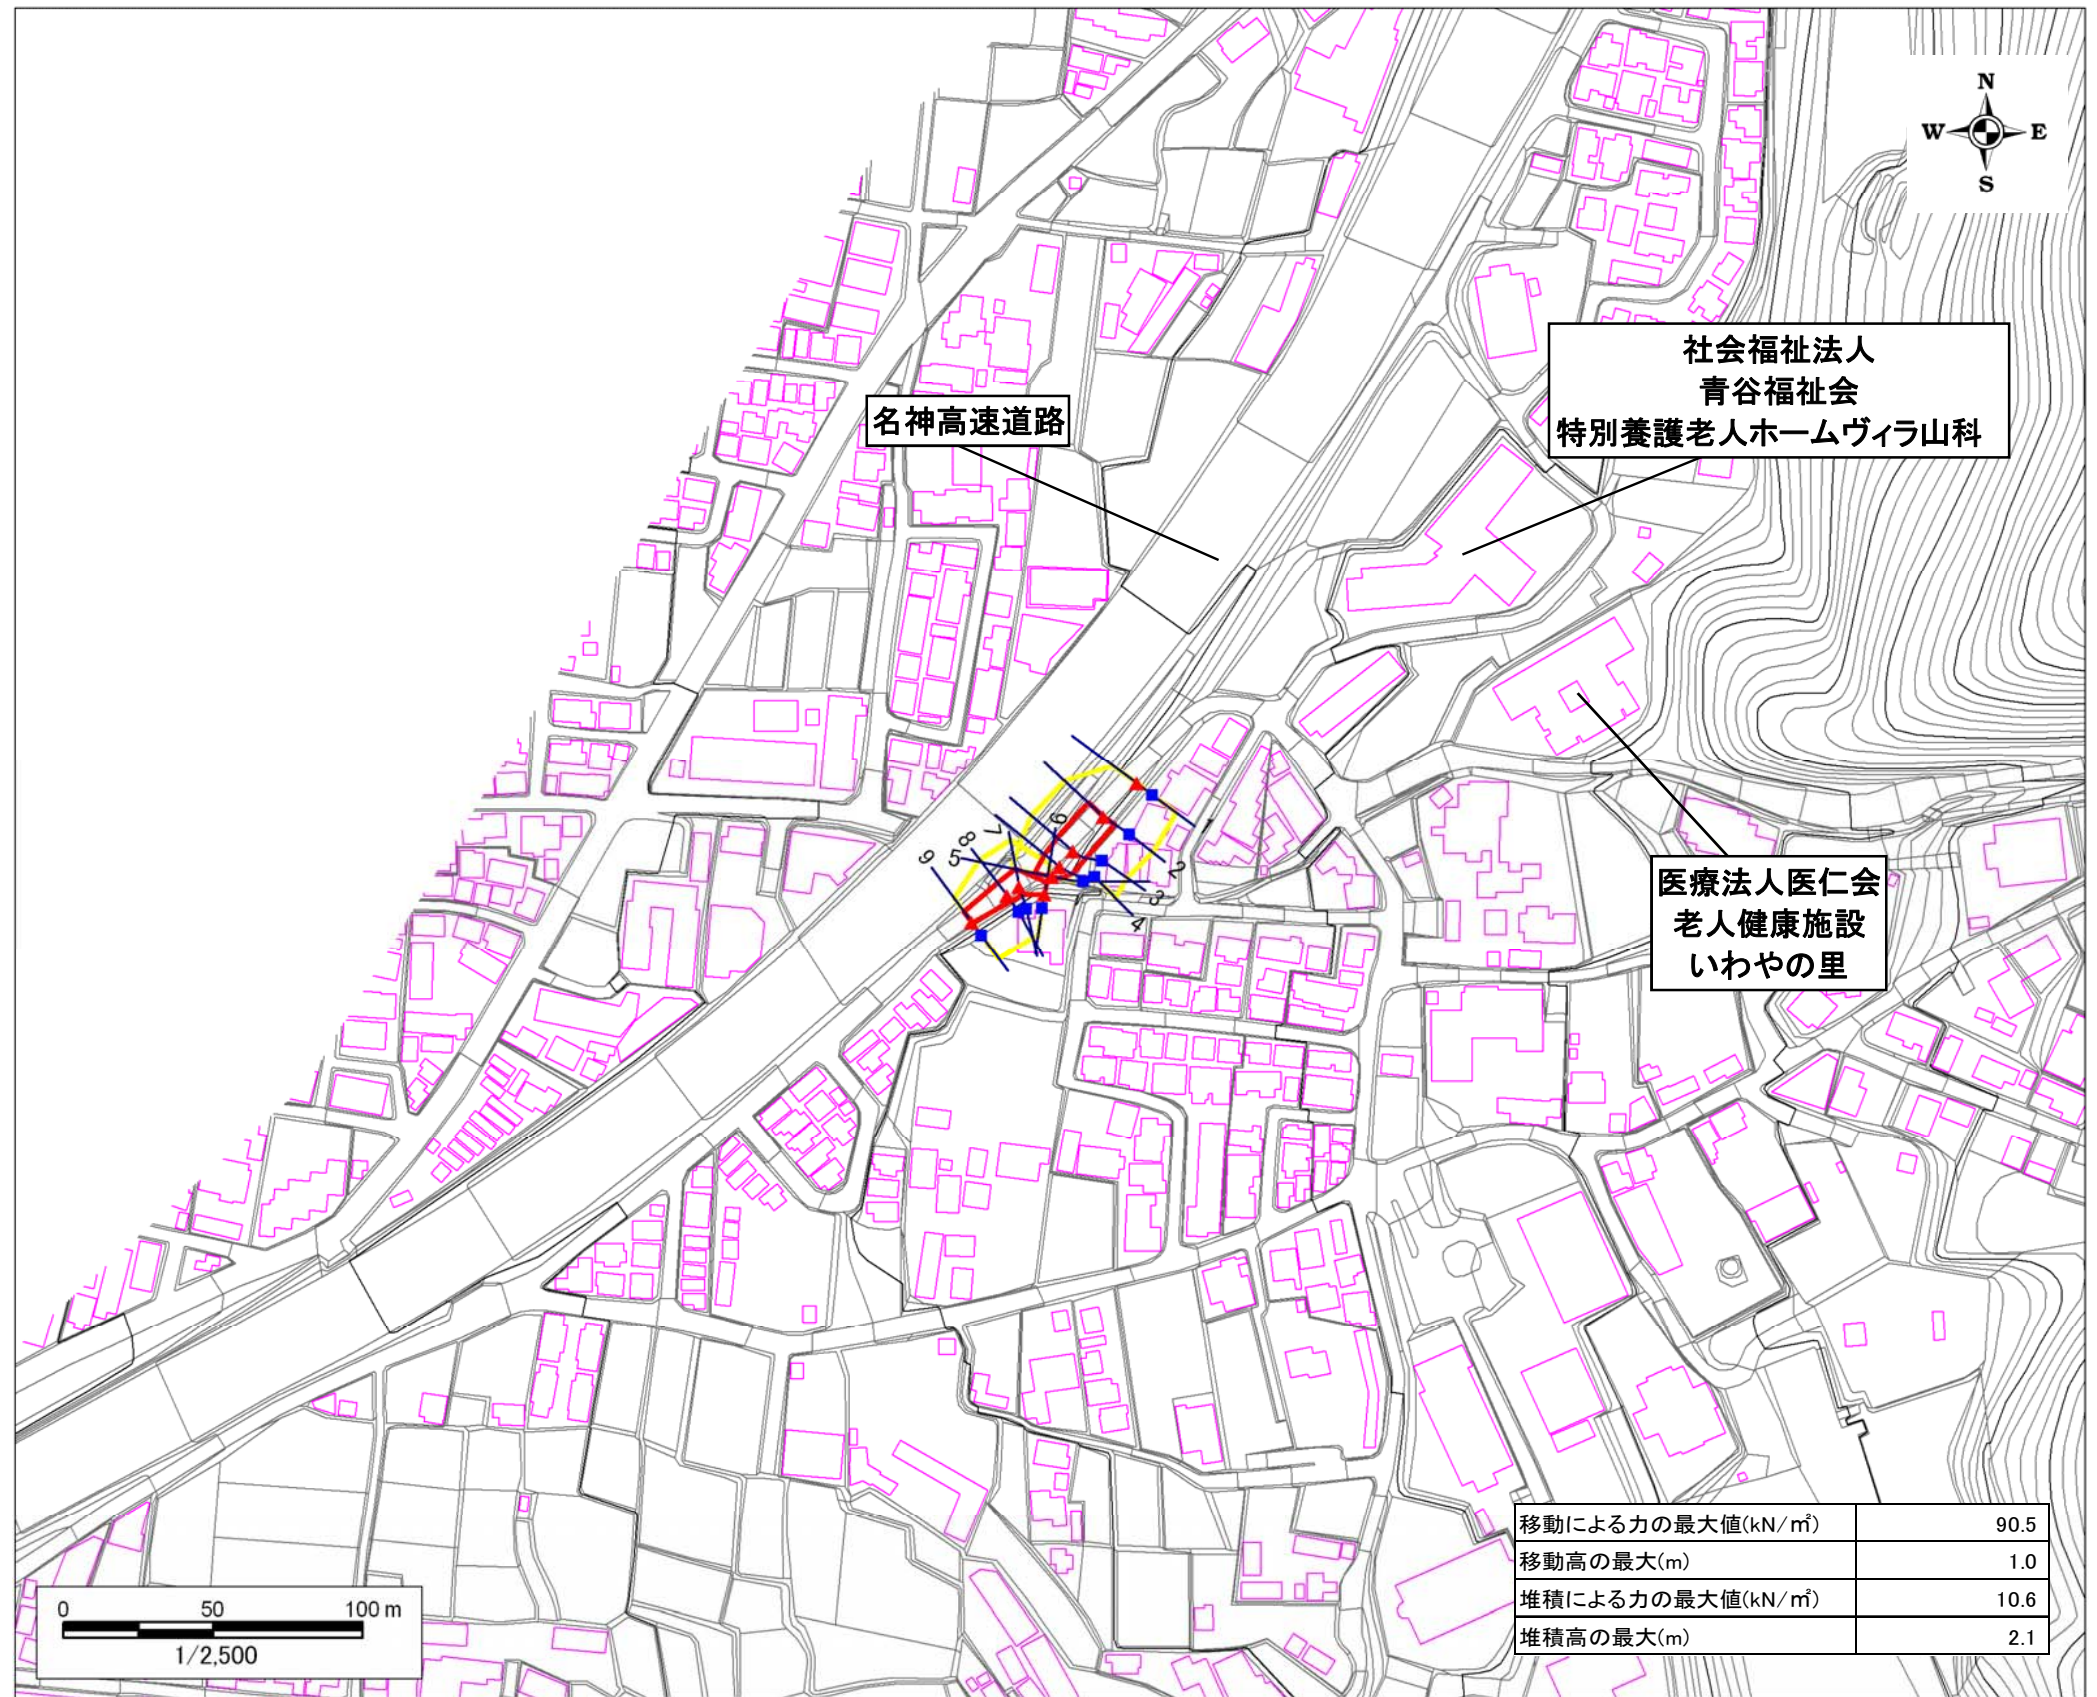 N
W E
S
社会福祉法人
青谷福祉会
特別養護老人ホームヴィラ山科
名神高速道路
1
2
3
4
5
6
7
8
9
医療法人医仁会
老人健康施設
いわやの里
移動による力の最大値(kN/㎡) 90.5
移動高の最大(m) 1.0
堆積による力の最大値(kN/㎡) 10.6
堆積高の最大(m) 2.1
0 50 100 m
1/2,500